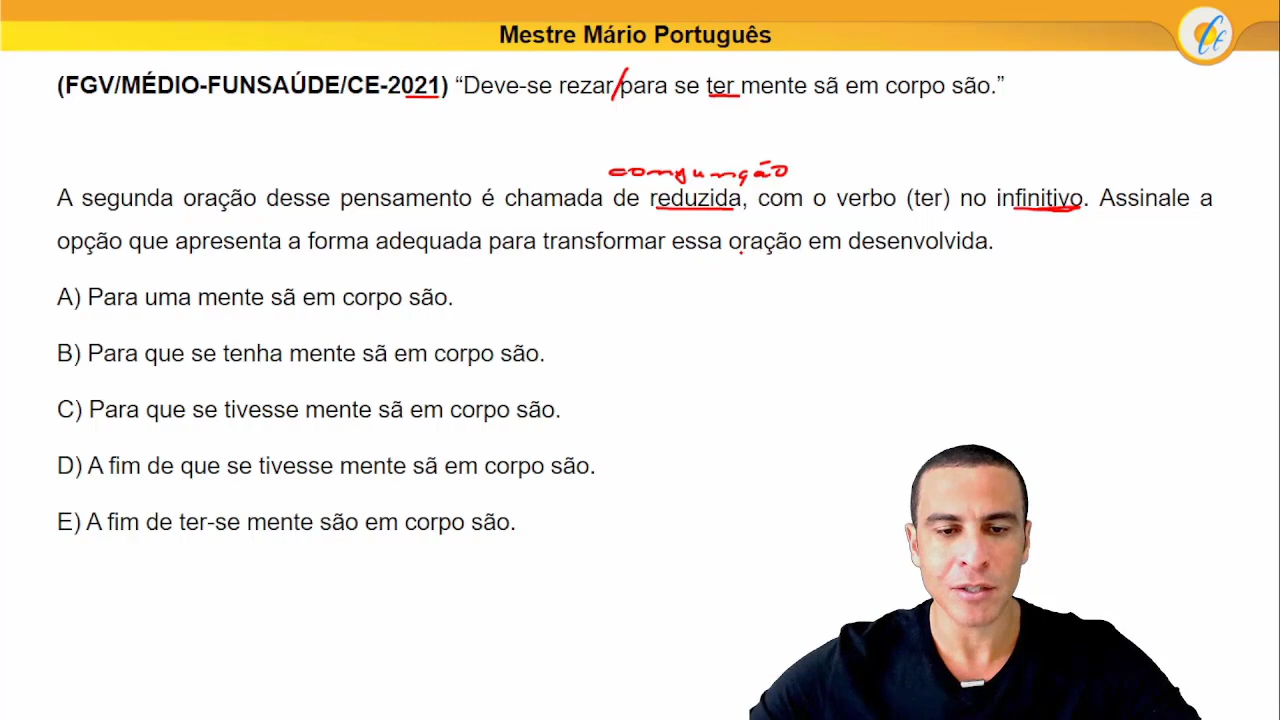 Mestre Mário Português
(FGV/MÉDIO-FUNSAÚDE/CE-2021) “Deve-se rezar/para se ter mente sã em corpo são.”
conjunção
A segunda oração desse pensamento é chamada de reduzida, com o verbo (ter) no infinitivo. Assinale a
opção que apresenta a forma adequada para transformar essa oração em desenvolvida.
A) Para uma mente sã em corpo são.
B) Para que se tenha mente sã em corpo são.
C) Para que se tivesse mente sã em corpo são.
D) A fim de que se tivesse mente sã em corpo são.
E) A fim de ter-se mente são em corpo são.